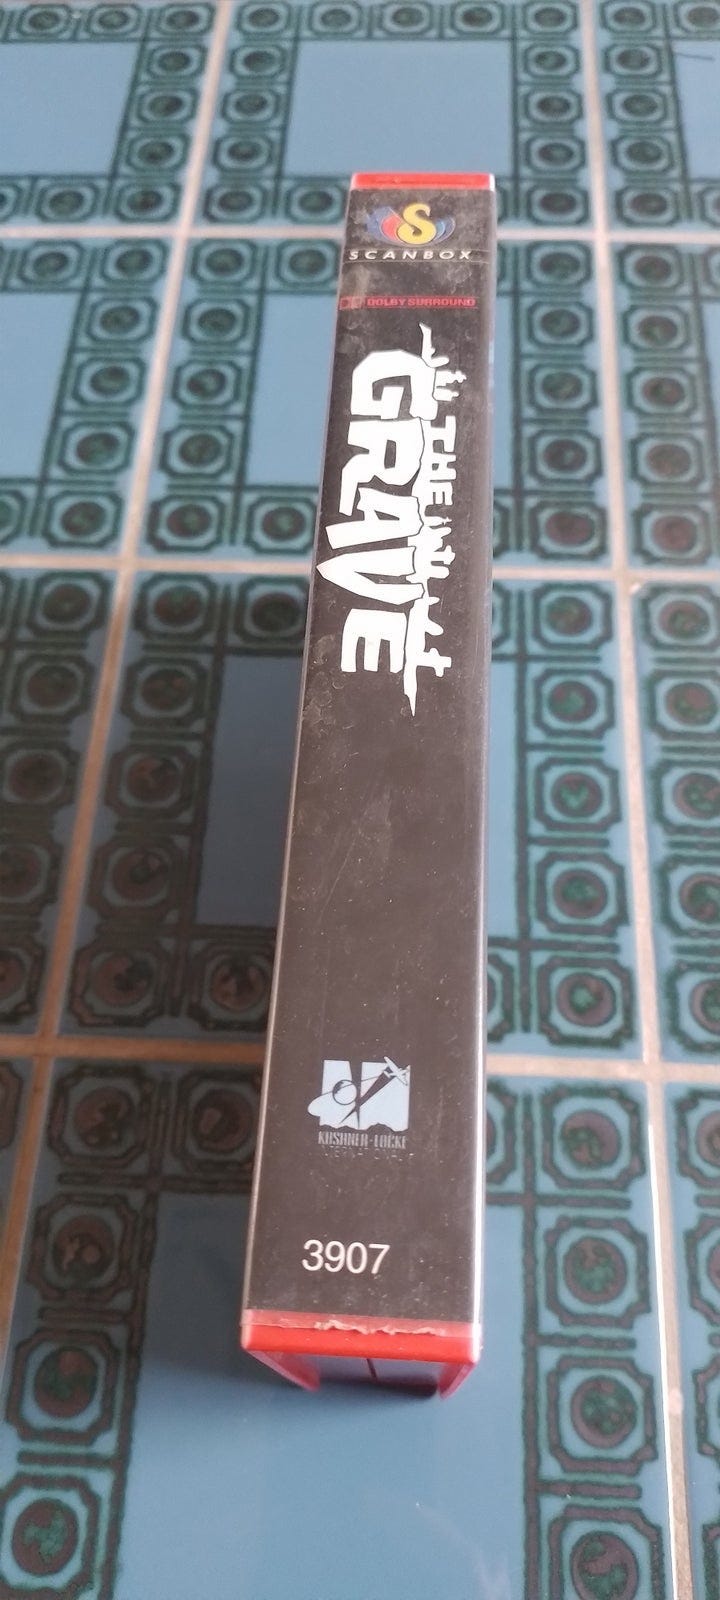 S
SCANBOX
DOLBY SURROUND
THE
GRAVE
KUSHNER-LOCKE
INTERNATIONAL
3907